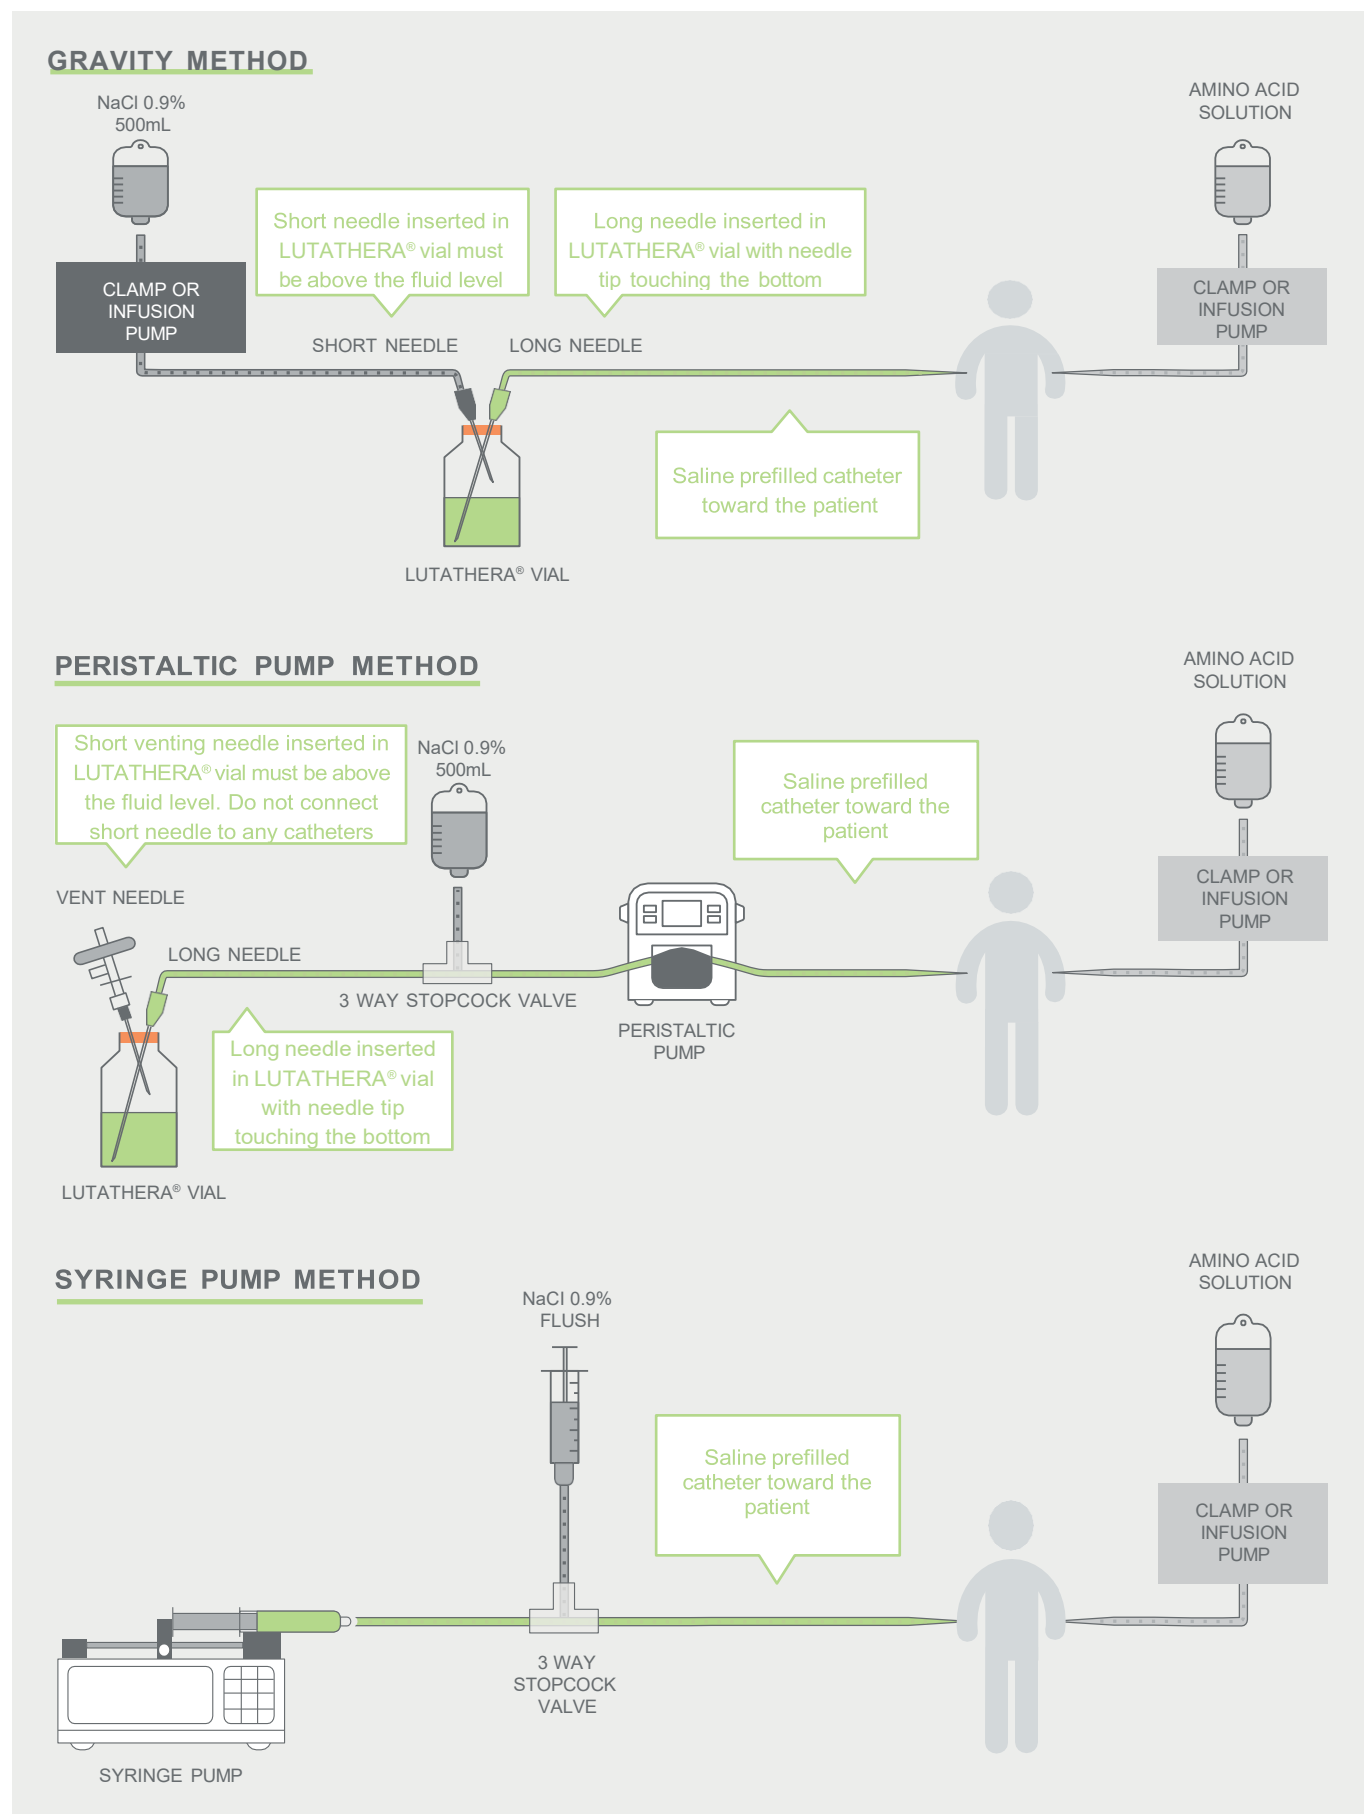 GRAVITY METHOD
NaCl 0.9%
500mL
AMINO ACID
SOLUTION
Short needle inserted in
LUTATHERA® vial must
be above the fluid level
Long needle inserted in
LUTATHERA® vial with needle
tip touching the bottom
CLAMP OR
INFUSION
PUMP
CLAMP OR
INFUSION
PUMP
SHORT NEEDLE
LONG NEEDLE
Saline prefilled catheter
toward the patient
LUTATHERA® VIAL
PERISTALTIC PUMP METHOD
AMINO ACID
SOLUTION
Short venting needle inserted in
LUTATHERA® vial must be above
the fluid level. Do not connect
short needle to any catheters
NaCl 0.9%
500mL
Saline prefilled
catheter toward the
patient
CLAMP OR
INFUSION
PUMP
VENT NEEDLE
LONG NEEDLE
3 WAY STOPCOCK VALVE
PERISTALTIC
PUMP
Long needle inserted
in LUTATHERA® vial
with needle tip
touching the bottom
LUTATHERA® VIAL
SYRINGE PUMP METHOD
AMINO ACID
SOLUTION
NaCl 0.9%
FLUSH
Saline prefilled
catheter toward the
patient
CLAMP OR
INFUSION
PUMP
3 WAY
STOPCOCK
VALVE
SYRINGE PUMP